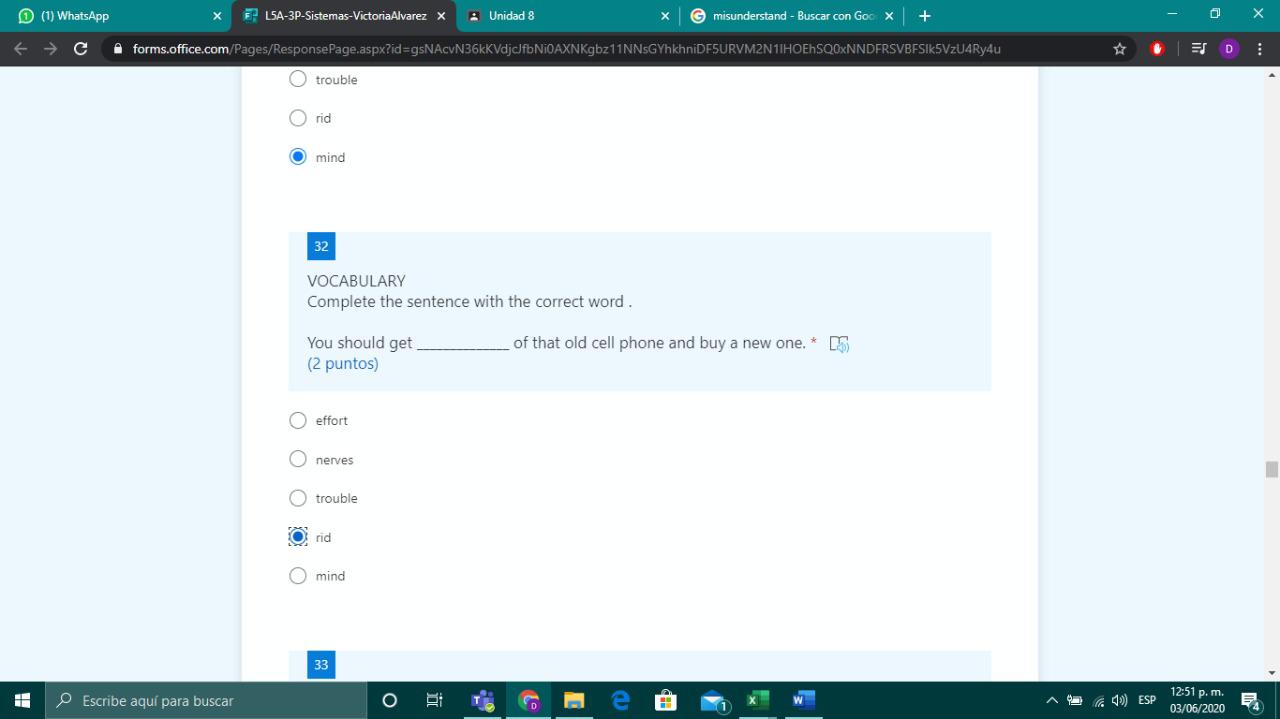 (1) WhatsApp
L5A-3P-Sistemas-VictoriaAlvarez
Unidad 8
misunderstand - Buscar con Goo
forms.office.com/Pages/ResponsePage.aspx?id=gsNAcvN36kKVdjcJfbNi0AXNKgbz11NNsGYhkhniDF5URVM2N1lHOEhSQ0xNNDFRSVBFSlk5VzU4Ry4u
D
trouble
rid
mind
32
VOCABULARY
Complete the sentence with the correct word .
You should get ______________ of that old cell phone and buy a new one. *
(2 puntos)
effort
nerves
trouble
rid
mind
33
Escribe aquí para buscar
1
ESP
12:51 p. m.
03/06/2020
4